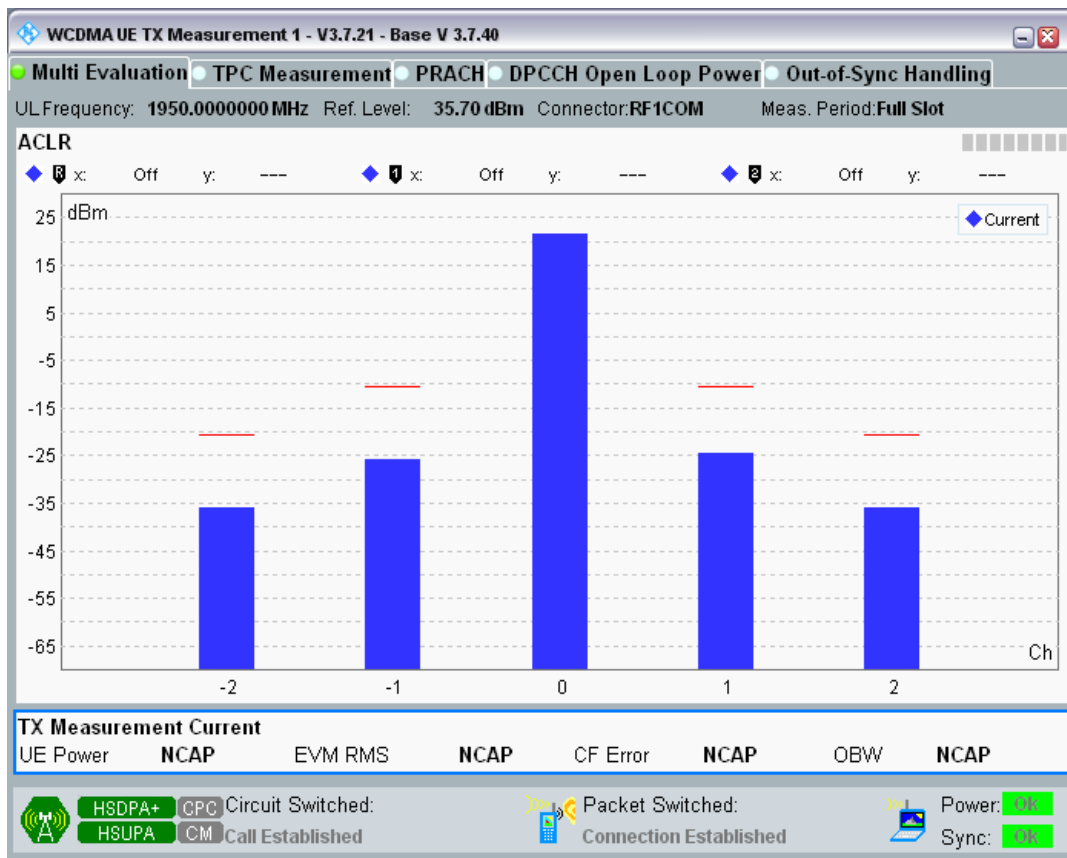 WCDMA UE TX Measurement 1 - V3.7.21 - Base V 3.7.40
Multi Evaluation TPC Measurement PRACH DPCCH Open Loop Power Out-of-Sync Handling
UL Frequency: 1950.0000000 MHz Ref. Level: 35.70 dBm Connector: RF1COM Meas. Period: Full Slot
ACLR
R x: Off y: --- 1 x: Off y: --- 2 x: Off y: ---
dBm
Current
25
15
5
-5
-15
-25
-35
-45
-55
-65
Ch
-2 -1 0 1 2
TX Measurement Current
UE Power NCAP EVM RMS NCAP CF Error NCAP OBW NCAP
HSDPA+ CPC Circuit Switched: Packet Switched: Power: Ok
HSUPA CM Call Established Connection Established Sync: Ok